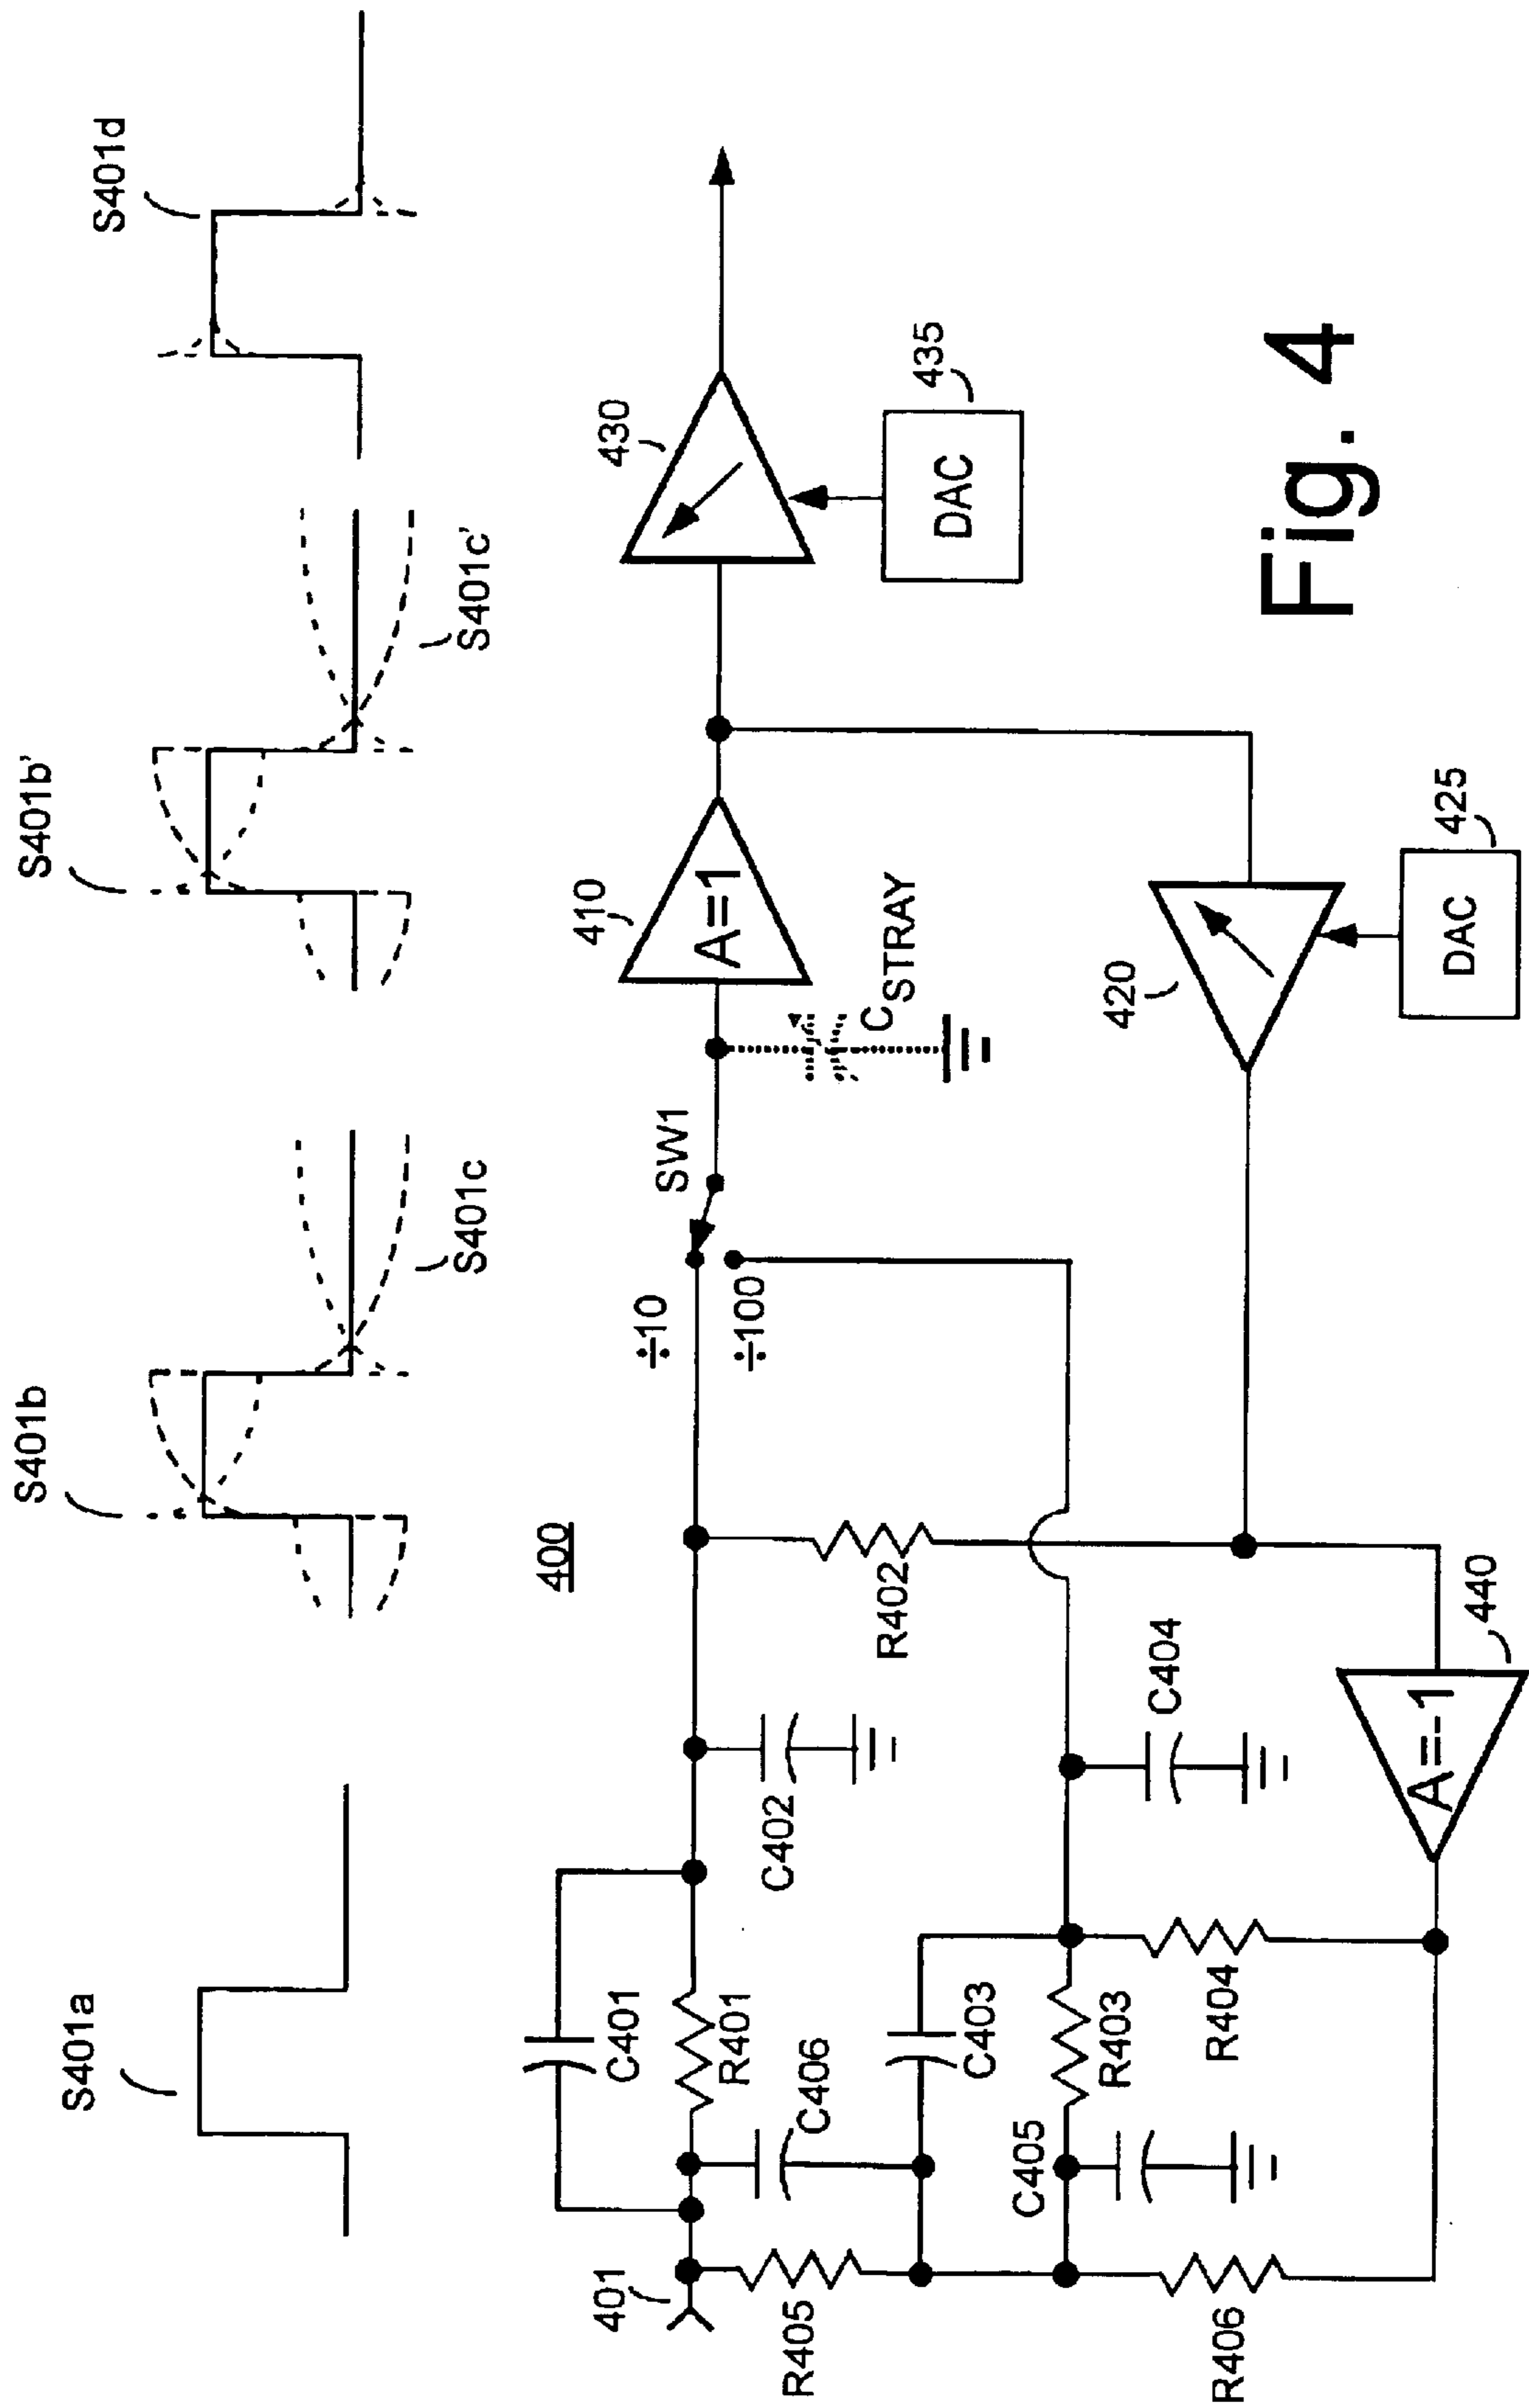 S401a
S401b
S401c
S401b'
S401c'
S401d
400
401
C401
R401
C402
C406
R405
C403
C405
R403
C404
R404
R406
R402
÷10
÷100
SW1
410
A=1
C STRAY
430
DAC
435
420
DAC
425
440
A=-1
Fig. 4